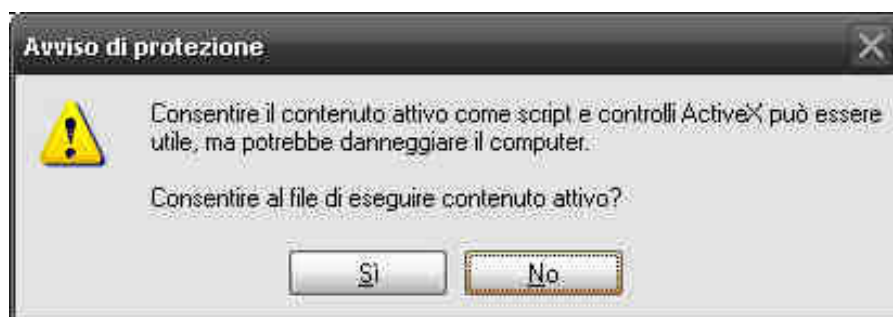 Avviso di protezione
Consentire il contenuto attivo come script e controlli ActiveX può essere
utile, ma potrebbe danneggiare il computer.
Consentire al file di eseguire contenuto attivo?
Sì
No